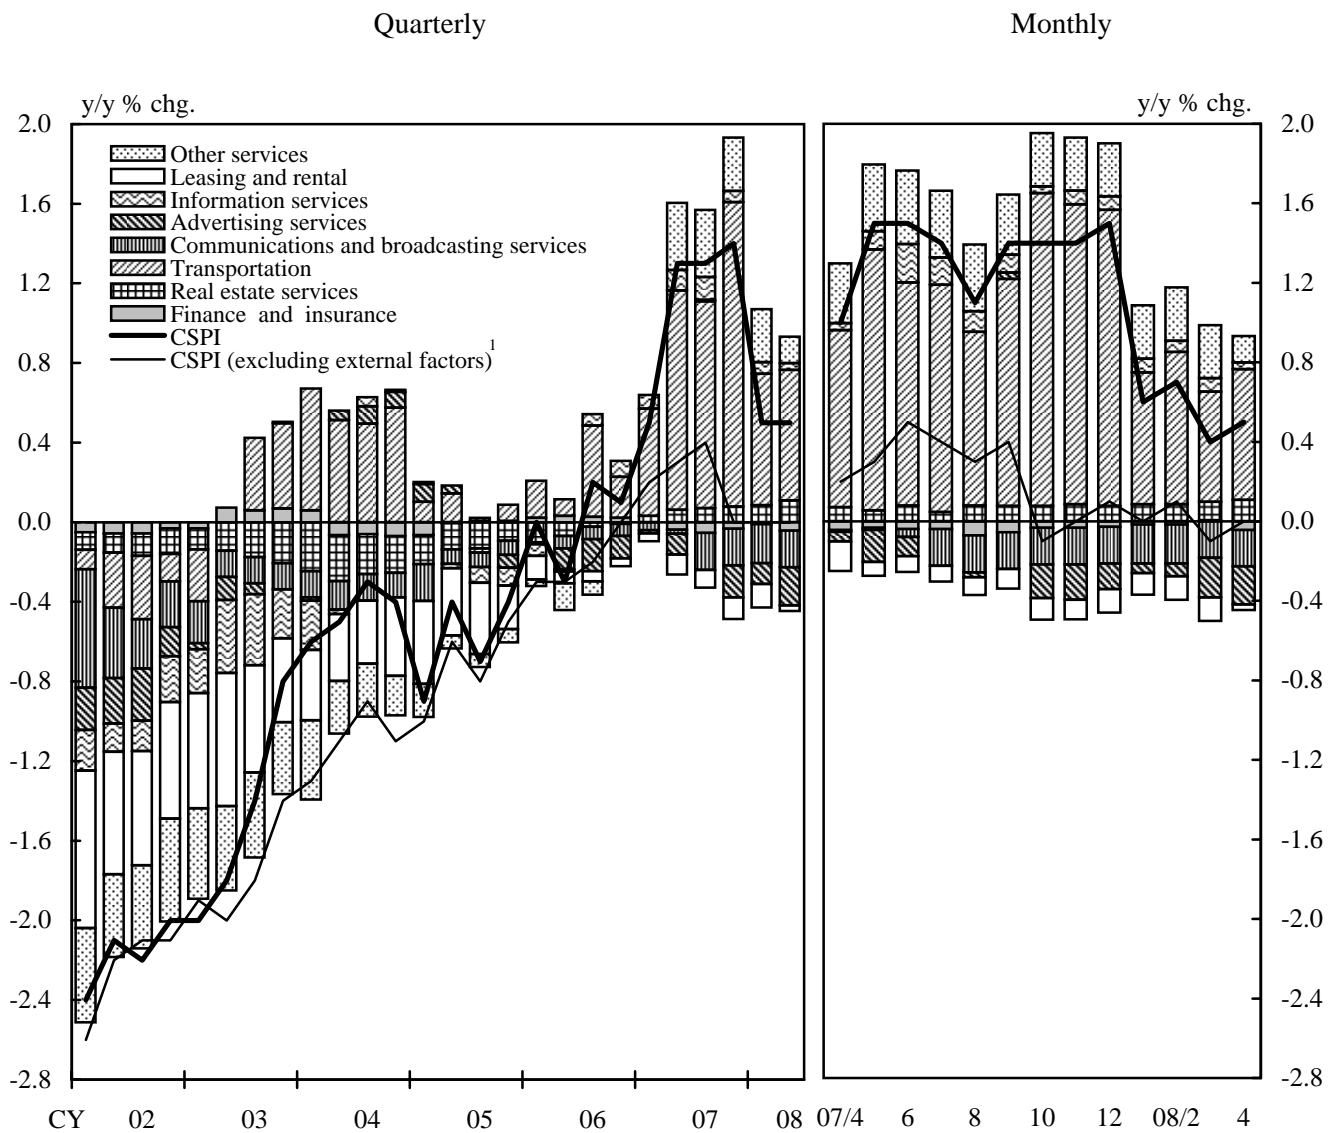 Quarterly
Monthly
y/y % chg.
y/y % chg.
2.0
1.6
1.2
0.8
0.4
0.0
-0.4
-0.8
-1.2
-1.6
-2.0
-2.4
-2.8
Other services
Leasing and rental
Information services
Advertising services
Communications and broadcasting services
Transportation
Real estate services
Finance and insurance
CSPI
CSPI (excluding external factors)1
2.0
1.6
1.2
0.8
0.4
0.0
-0.4
-0.8
-1.2
-1.6
-2.0
-2.4
-2.8
CY 02 03 04 05 06 07 08
07/4 6 8 10 12 08/2 4